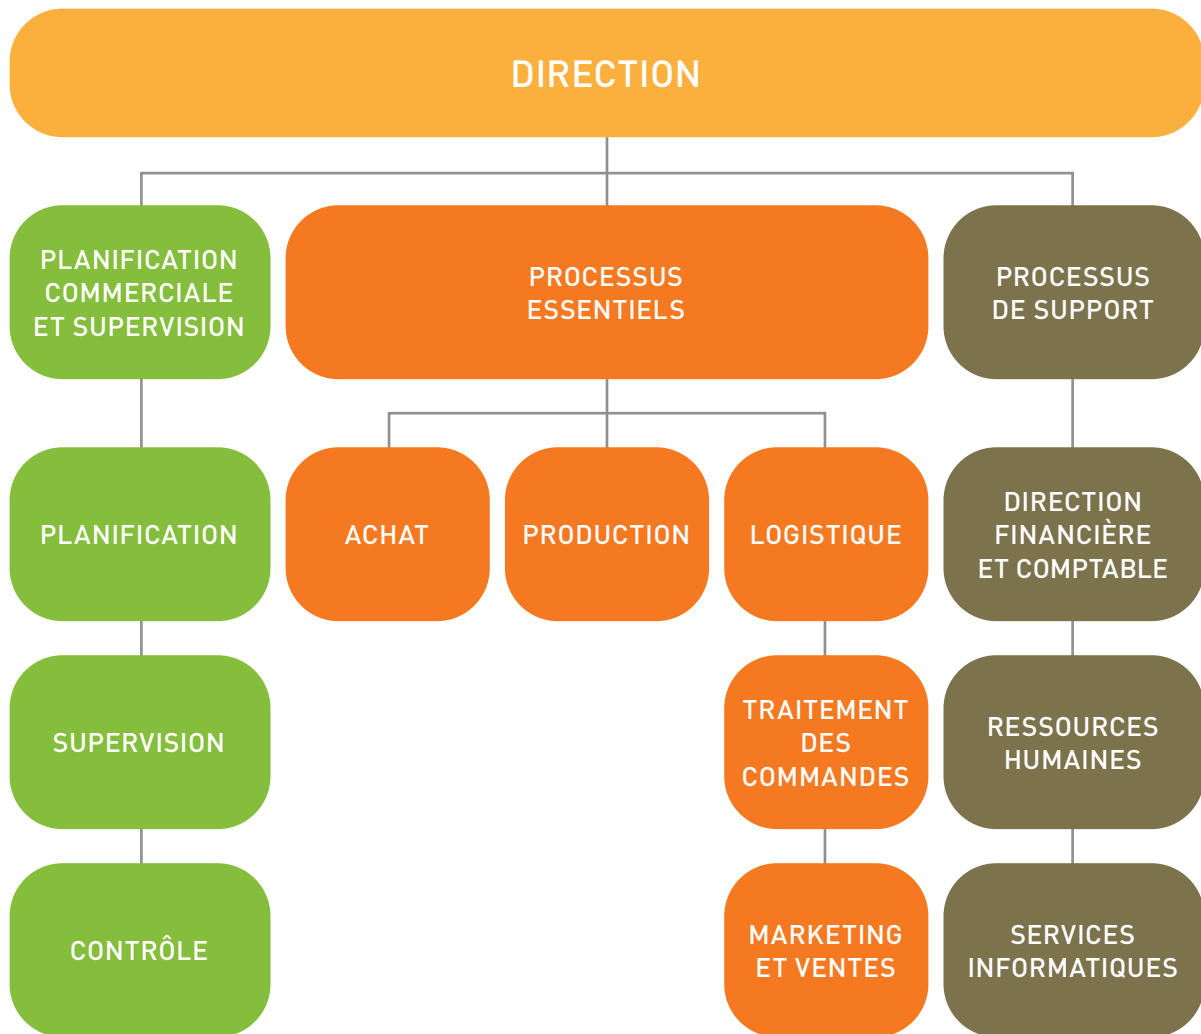 DIRECTION
PLANIFICATION
COMMERCIALE
ET SUPERVISION
PROCESSUS
ESSENTIELS
PROCESSUS
DE SUPPORT
PLANIFICATION
ACHAT
PRODUCTION
LOGISTIQUE
DIRECTION
FINANCIÈRE
ET COMPTABLE
SUPERVISION
TRAITEMENT
DES
COMMANDES
RESSOURCES
HUMAINES
CONTRÔLE
MARKETING
ET VENTES
SERVICES
INFORMATIQUES